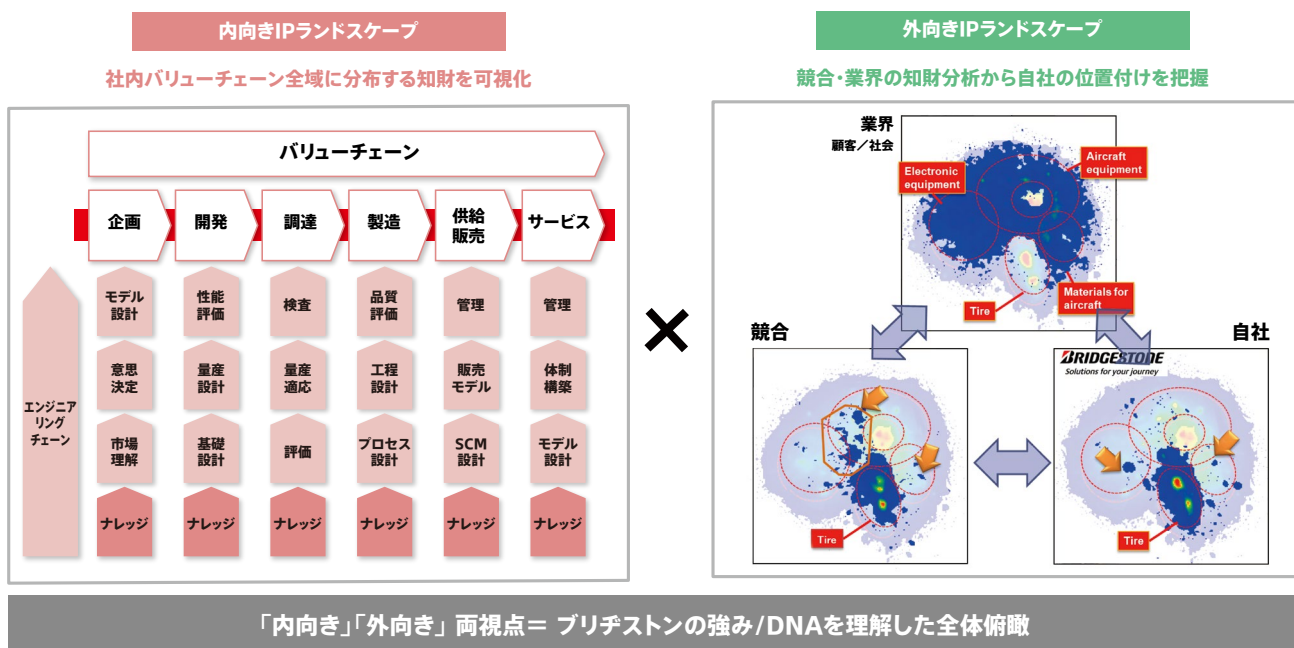 内向きIPランドスケープ
社内バリューチェーン全域に分布する知財を可視化
バリューチェーン
企画
開発
調達
製造
供給
販売
サービス
エンジニア
リング
チェーン
モデル
設計
性能
評価
検査
品質
評価
管理
管理
意思
決定
量産
設計
量産
適応
工程
設計
販売
モデル
体制
構築
市場
理解
基礎
設計
評価
プロセス
設計
SCM
設計
モデル
設計
ナレッジ
ナレッジ
ナレッジ
ナレッジ
ナレッジ
ナレッジ
×
外向きIPランドスケープ
競合・業界の知財分析から自社の位置付けを把握
業界
顧客／社会
Electronic
equipment
Aircraft
equipment
Tire
Materials for
aircraft
競合
Tire
自社
BRIDGESTONE
Solutions for your journey
Tire
「内向き」「外向き」 両視点＝ ブリヂストンの強み/DNAを理解した全体俯瞰